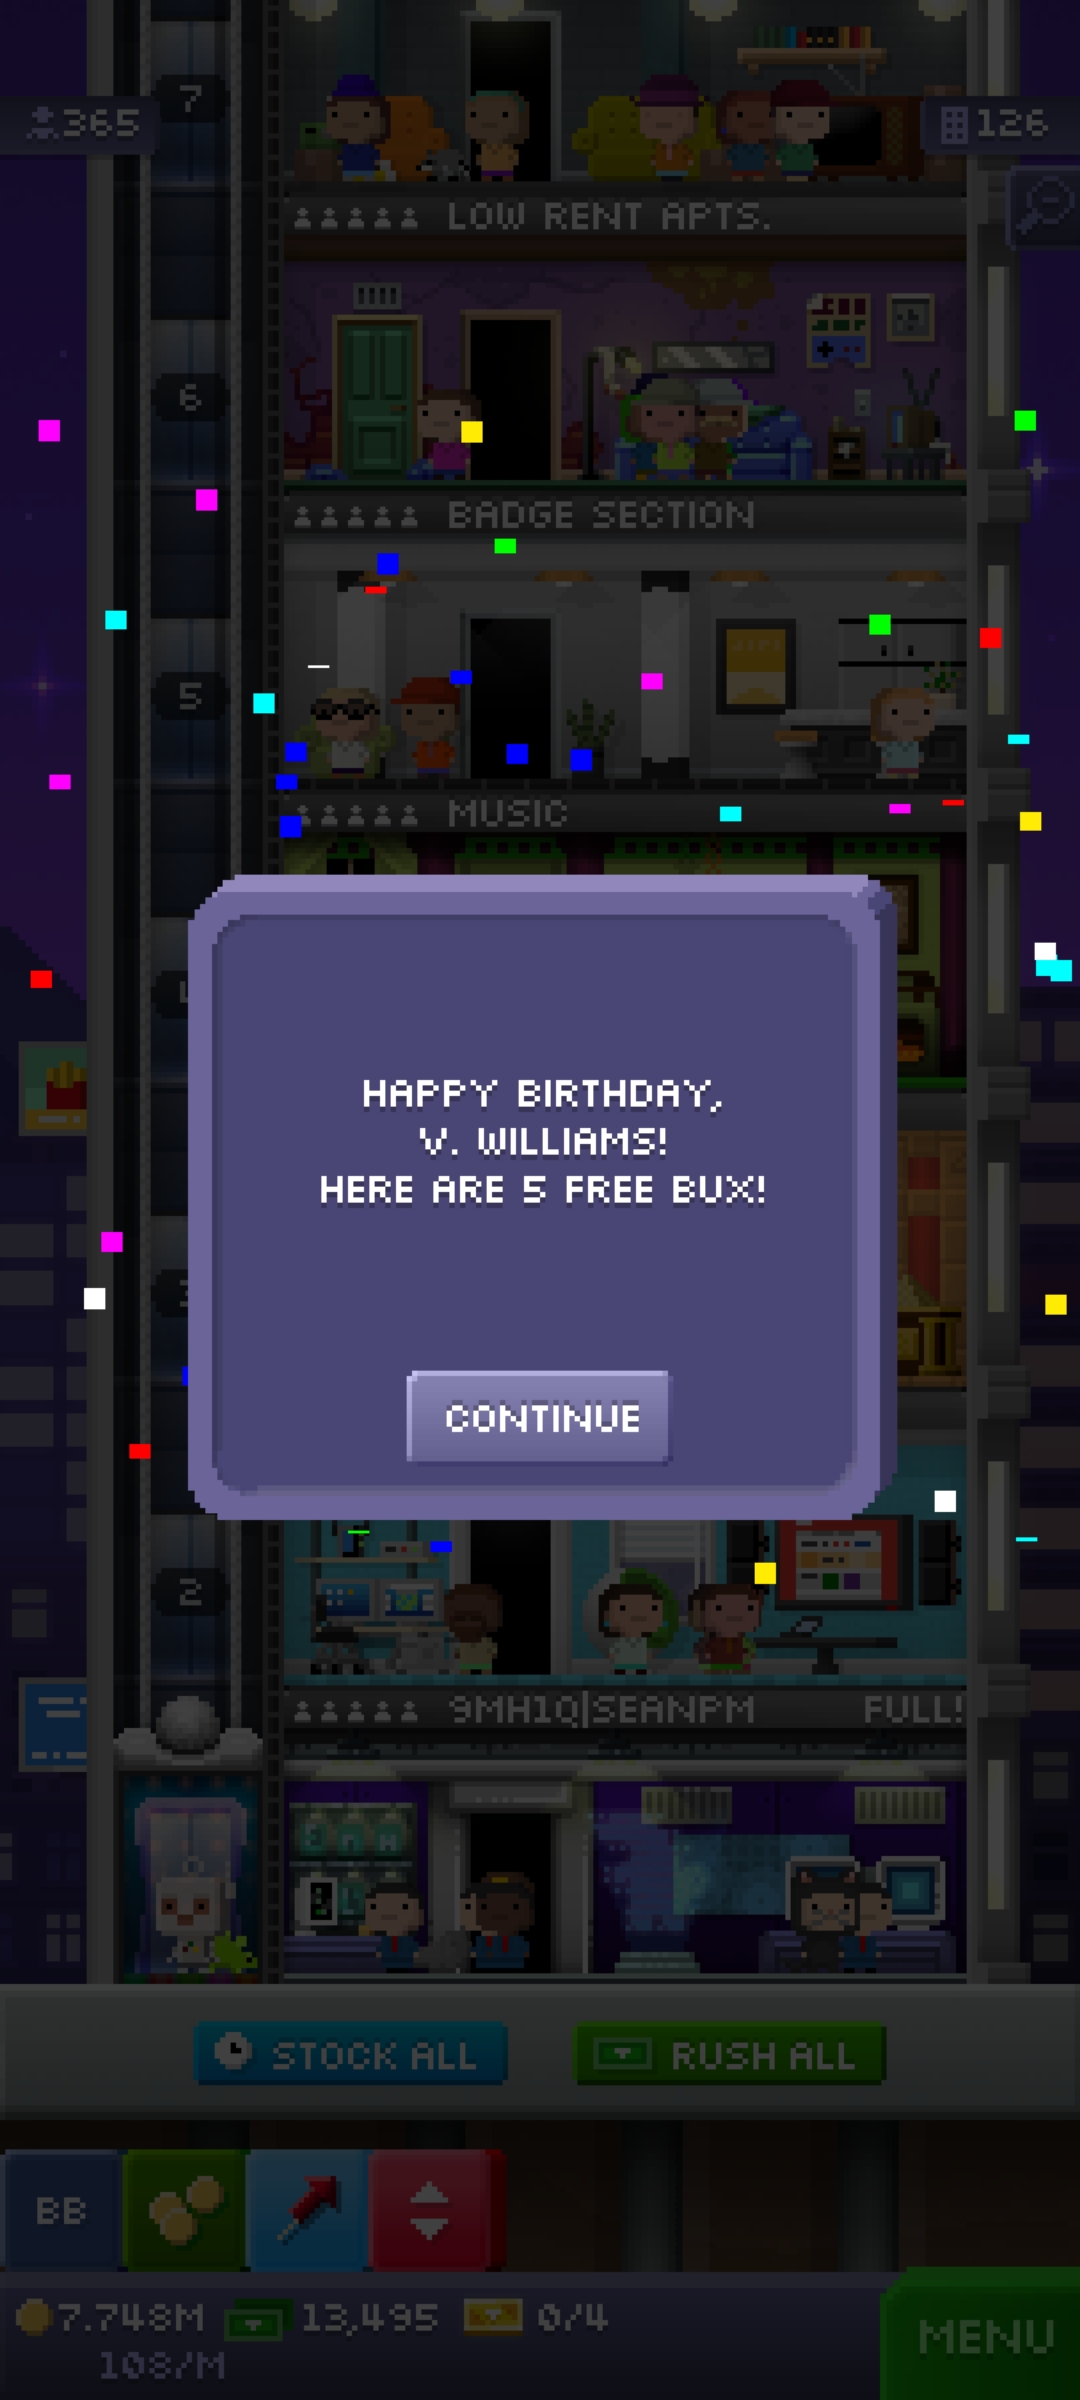 7
365
126
LOW RENT APTS.
6
BADGE SECTION
5
MUSIC
HAPPY BIRTHDAY,
V. WILLIAMS!
HERE ARE 5 FREE BUX!
CONTINUE
2
9MH1Q|SEANPM FULL!
STOCK ALL
RUSH ALL
BB
7.748M 13,495 0/4
108/M
MENU